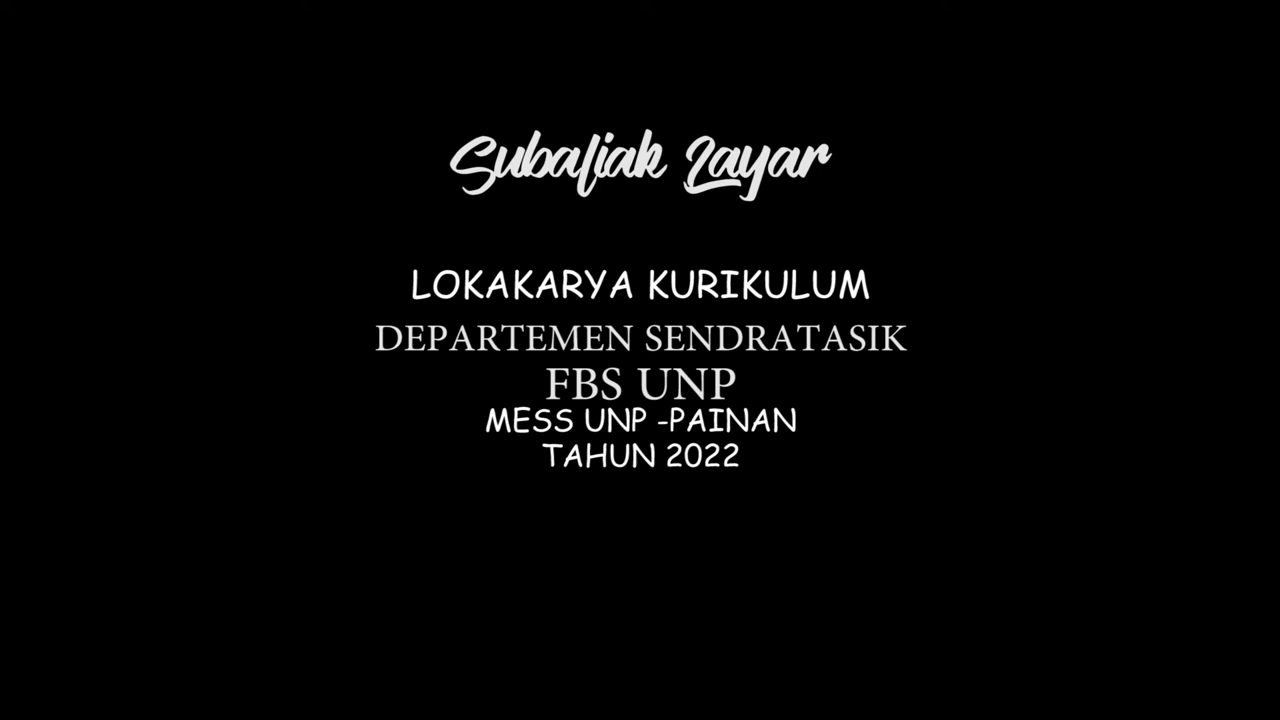 Subaliak Layar
LOKAKARYA KURIKULUM
DEPARTEMEN SENDRATASIK
FBS UNP
MESS UNP -PAINAN
TAHUN 2022